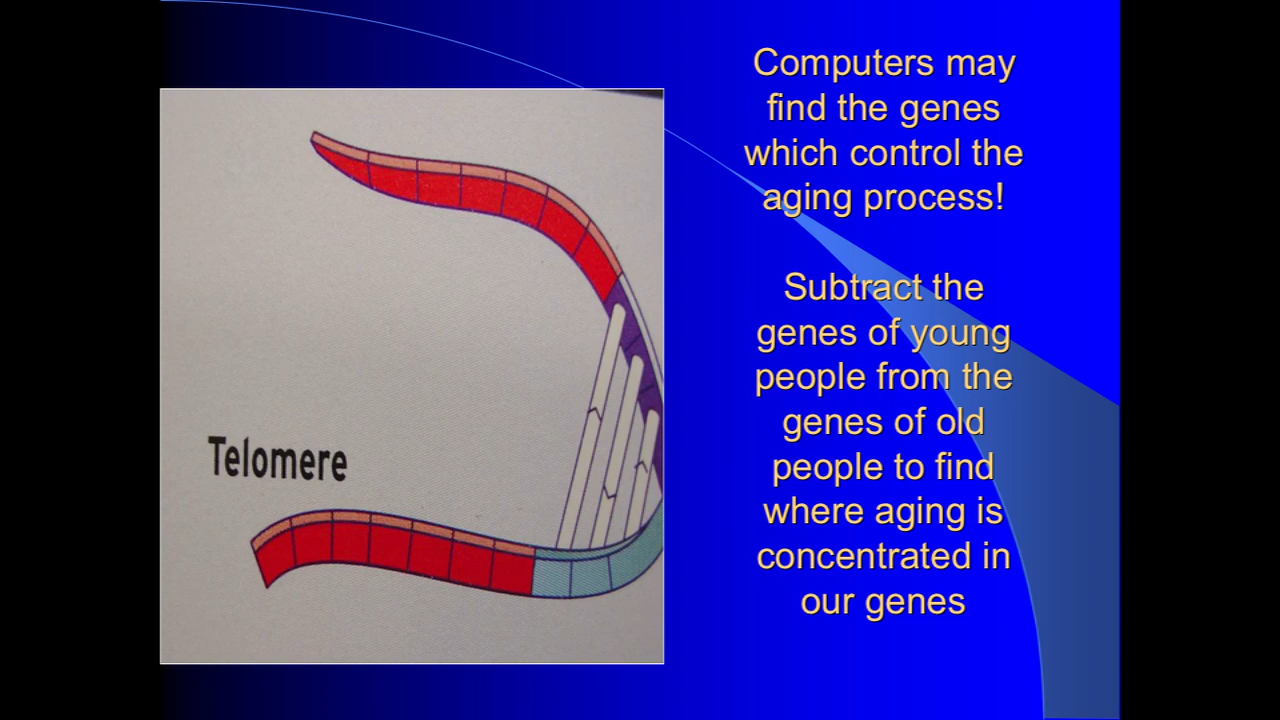 Computers may
find the genes
which control the
aging process!
Subtract the
genes of young
people from the
genes of old
people to find
where aging is
concentrated in
our genes
Telomere